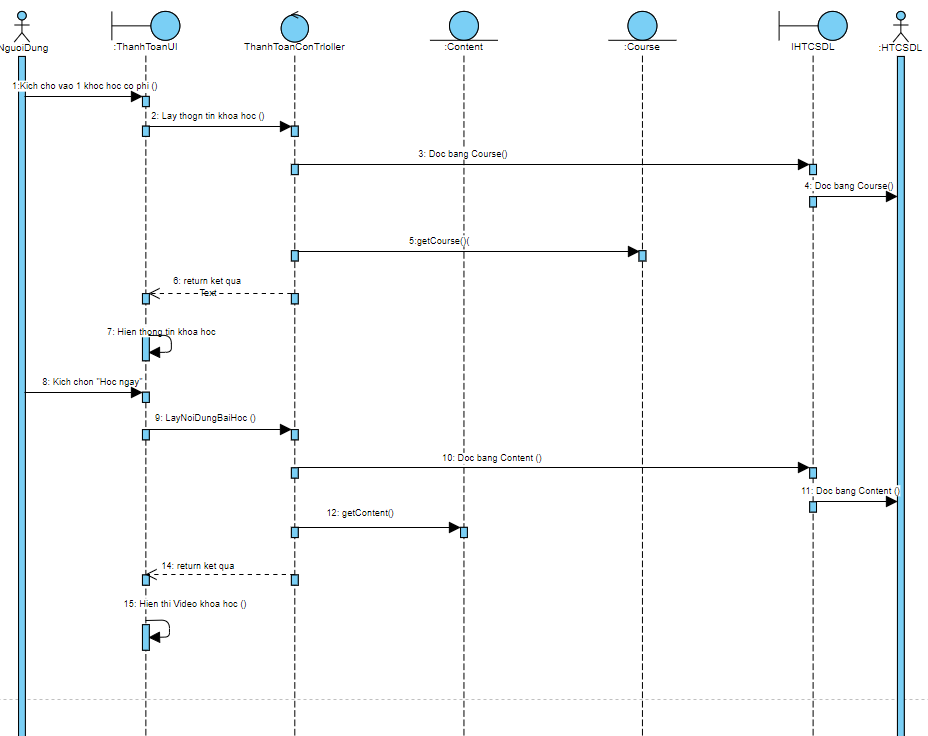 NguoiDung
:ThanhToanUI
ThanhToanConTrloller
:Content
:Course
IHTCSDL
:HTCSDL
1:Kich cho vao 1 khoc hoc co phi ()
2: Lay thogn tin khoa hoc ()
3: Doc bang Course()
4: Doc bang Course()
5:getCourse()(
6: return ket qua
Text
7: Hien thong tin khoa hoc
8: Kich chon "Hoc ngay"
9: LayNoiDungBaiHoc ()
10: Doc bang Content ()
11: Doc bang Content ()
12: getContent()
14: return ket qua
15: Hien thi Video khoa hoc ()